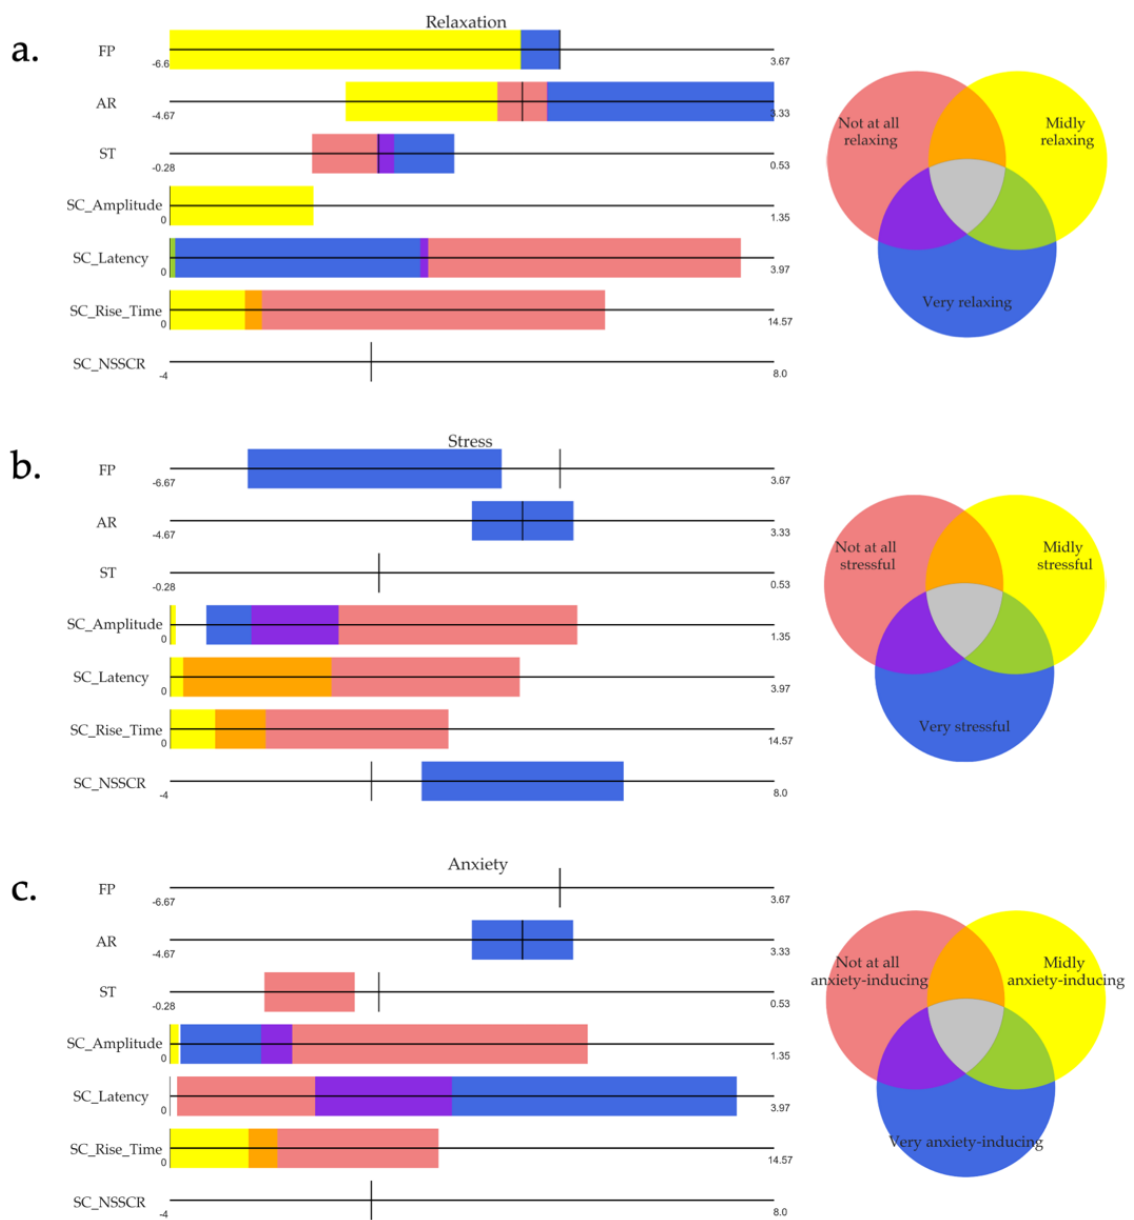 a.
Relaxation
FP
-6.6
3.67
AR
-4.67
3.33
ST
-0.28
0.53
SC_Amplitude
0
1.35
SC_Latency
0
3.97
SC_Rise_Time
0
14.57
SC_NSSCR
-4
8.0
Not at all
relaxing
Midly
relaxing
Very relaxing
b.
Stress
FP
-6.67
3.67
AR
-4.67
3.33
ST
-0.28
0.53
SC_Amplitude
0
1.35
SC_Latency
0
3.97
SC_Rise_Time
0
14.57
SC_NSSCR
-4
8.0
Not at all
stressful
Midly
stressful
Very stressful
c.
Anxiety
FP
-6.67
3.67
AR
-4.67
3.33
ST
-0.28
0.53
SC_Amplitude
0
1.35
SC_Latency
0
3.97
SC_Rise_Time
0
14.57
SC_NSSCR
-4
8.0
Not at all
anxiety-inducing
Midly
anxiety-inducing
Very anxiety-inducing